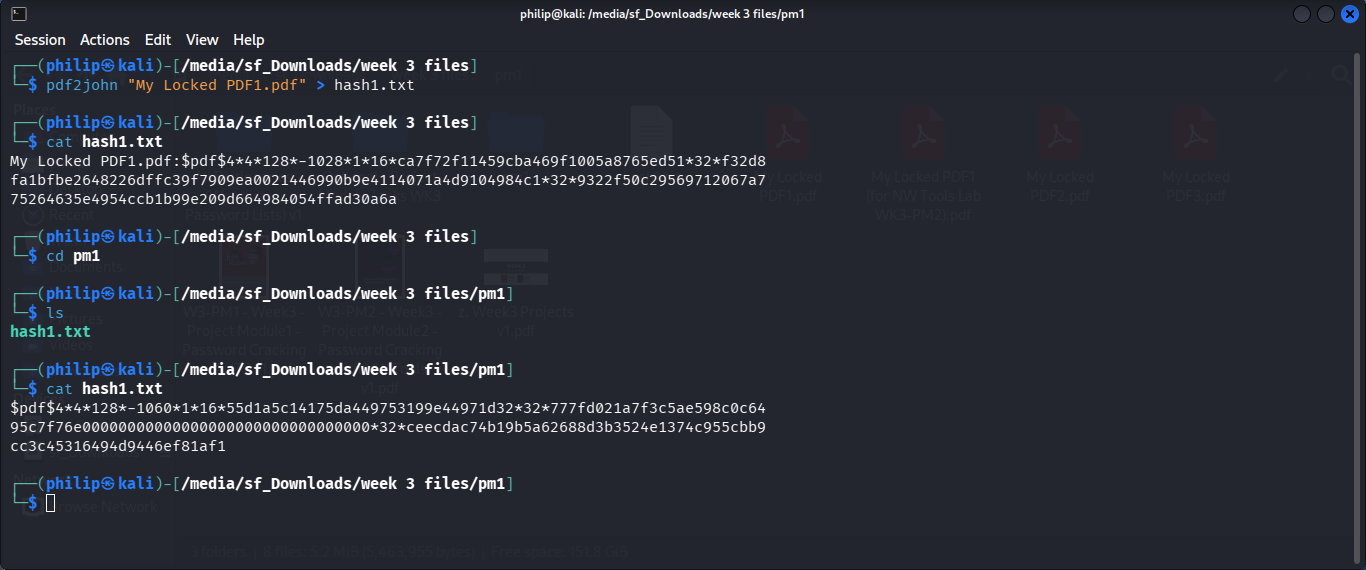 philip@kali: /media/sf_Downloads/week 3 files/pm1
Session Actions Edit View Help
┌──(philip㉿kali)-[/media/sf_Downloads/week 3 files]
└─$ pdf2john "My Locked PDF1.pdf" > hash1.txt
┌──(philip㉿kali)-[/media/sf_Downloads/week 3 files]
└─$ cat hash1.txt
My Locked PDF1.pdf:$pdf$4*4*128*-1028*1*16*ca7f72f11459cba469f1005a8765ed51*32*f32d8
fa1bfbe2648226dffc39f7909ea0021446990b9e4114071a4d9104984c1*32*9322f50c29569712067a7
75264635e4954ccb1b99e209d664984054ffad30a6a
┌──(philip㉿kali)-[/media/sf_Downloads/week 3 files]
└─$ cd pm1
┌──(philip㉿kali)-[/media/sf_Downloads/week 3 files/pm1]
└─$ ls
hash1.txt
┌──(philip㉿kali)-[/media/sf_Downloads/week 3 files/pm1]
└─$ cat hash1.txt
$pdf$4*4*128*-1060*1*16*55d1a5c14175da449753199e44971d32*32*777fd021a7f3c5ae598c0c64
95c7f76e00000000000000000000000000000000*32*ceecdac74b19b5a62688d3b3524e1374c955cbb9
cc3c45316494d9446ef81af1
┌──(philip㉿kali)-[/media/sf_Downloads/week 3 files/pm1]
└─$